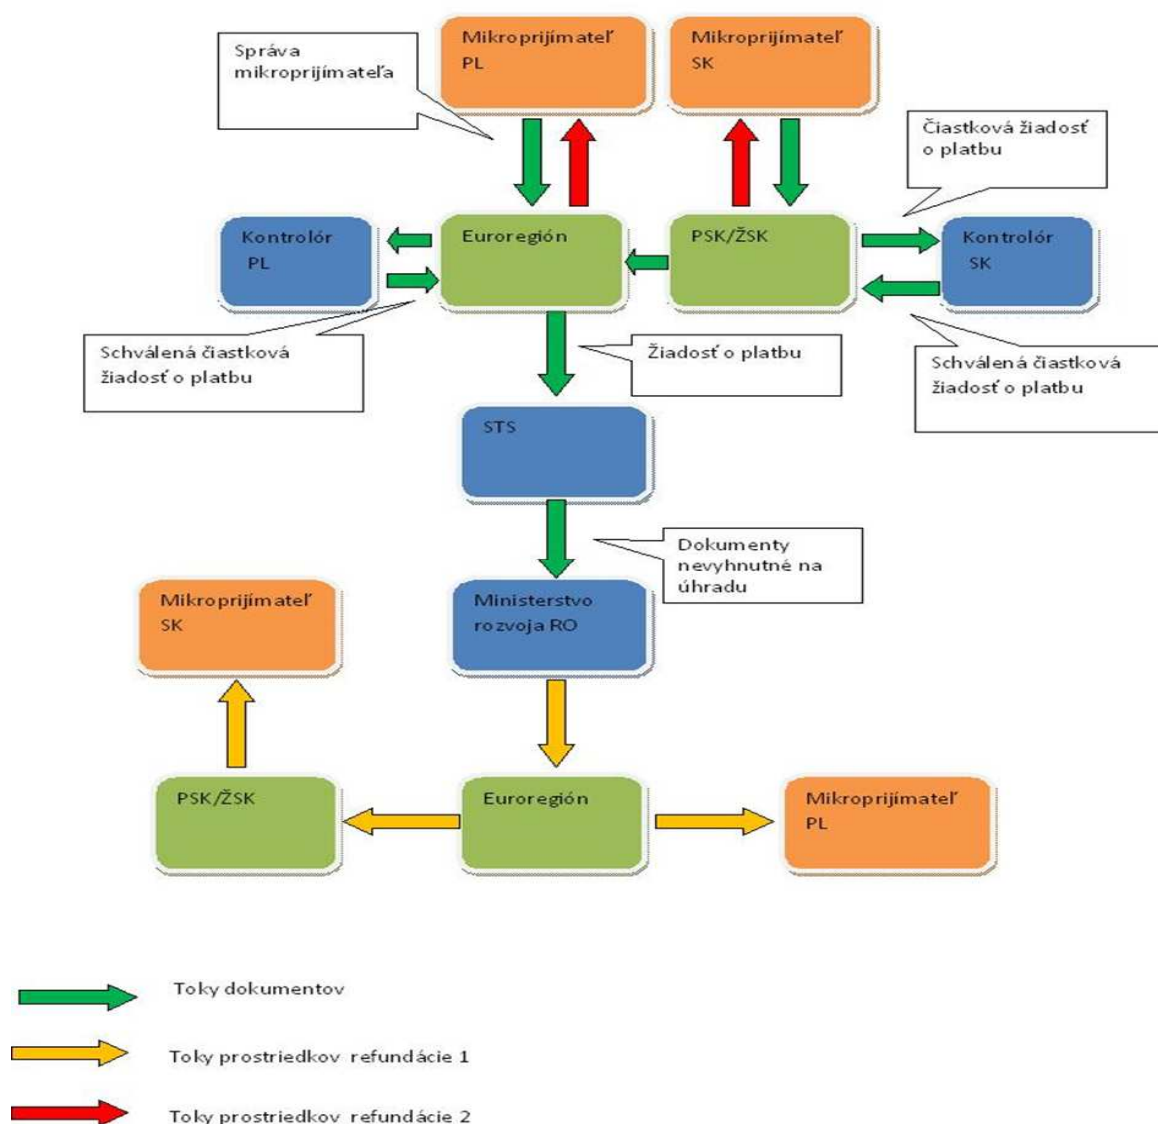 Správa
mikroprijímateľa
Mikroprijímateľ
PL
Mikroprijímateľ
SK
Čiastková žiadosť
o platbu
Kontrolór
PL
Euroregión
PSK/ŽSK
Kontrolór
SK
Schválená čiastková
žiadosť o platbu
Žiadosť o platbu
Schválená čiastková
žiadosť o platbu
STS
Dokumenty
nevyhnutné na
úhradu
Mikroprijímateľ
SK
Ministerstvo
rozvoja RO
PSK/ŽSK
Euroregión
Mikroprijímateľ
PL
Toky dokumentov
Toky prostriedkov refundácie 1
Toky prostriedkov refundácie 2